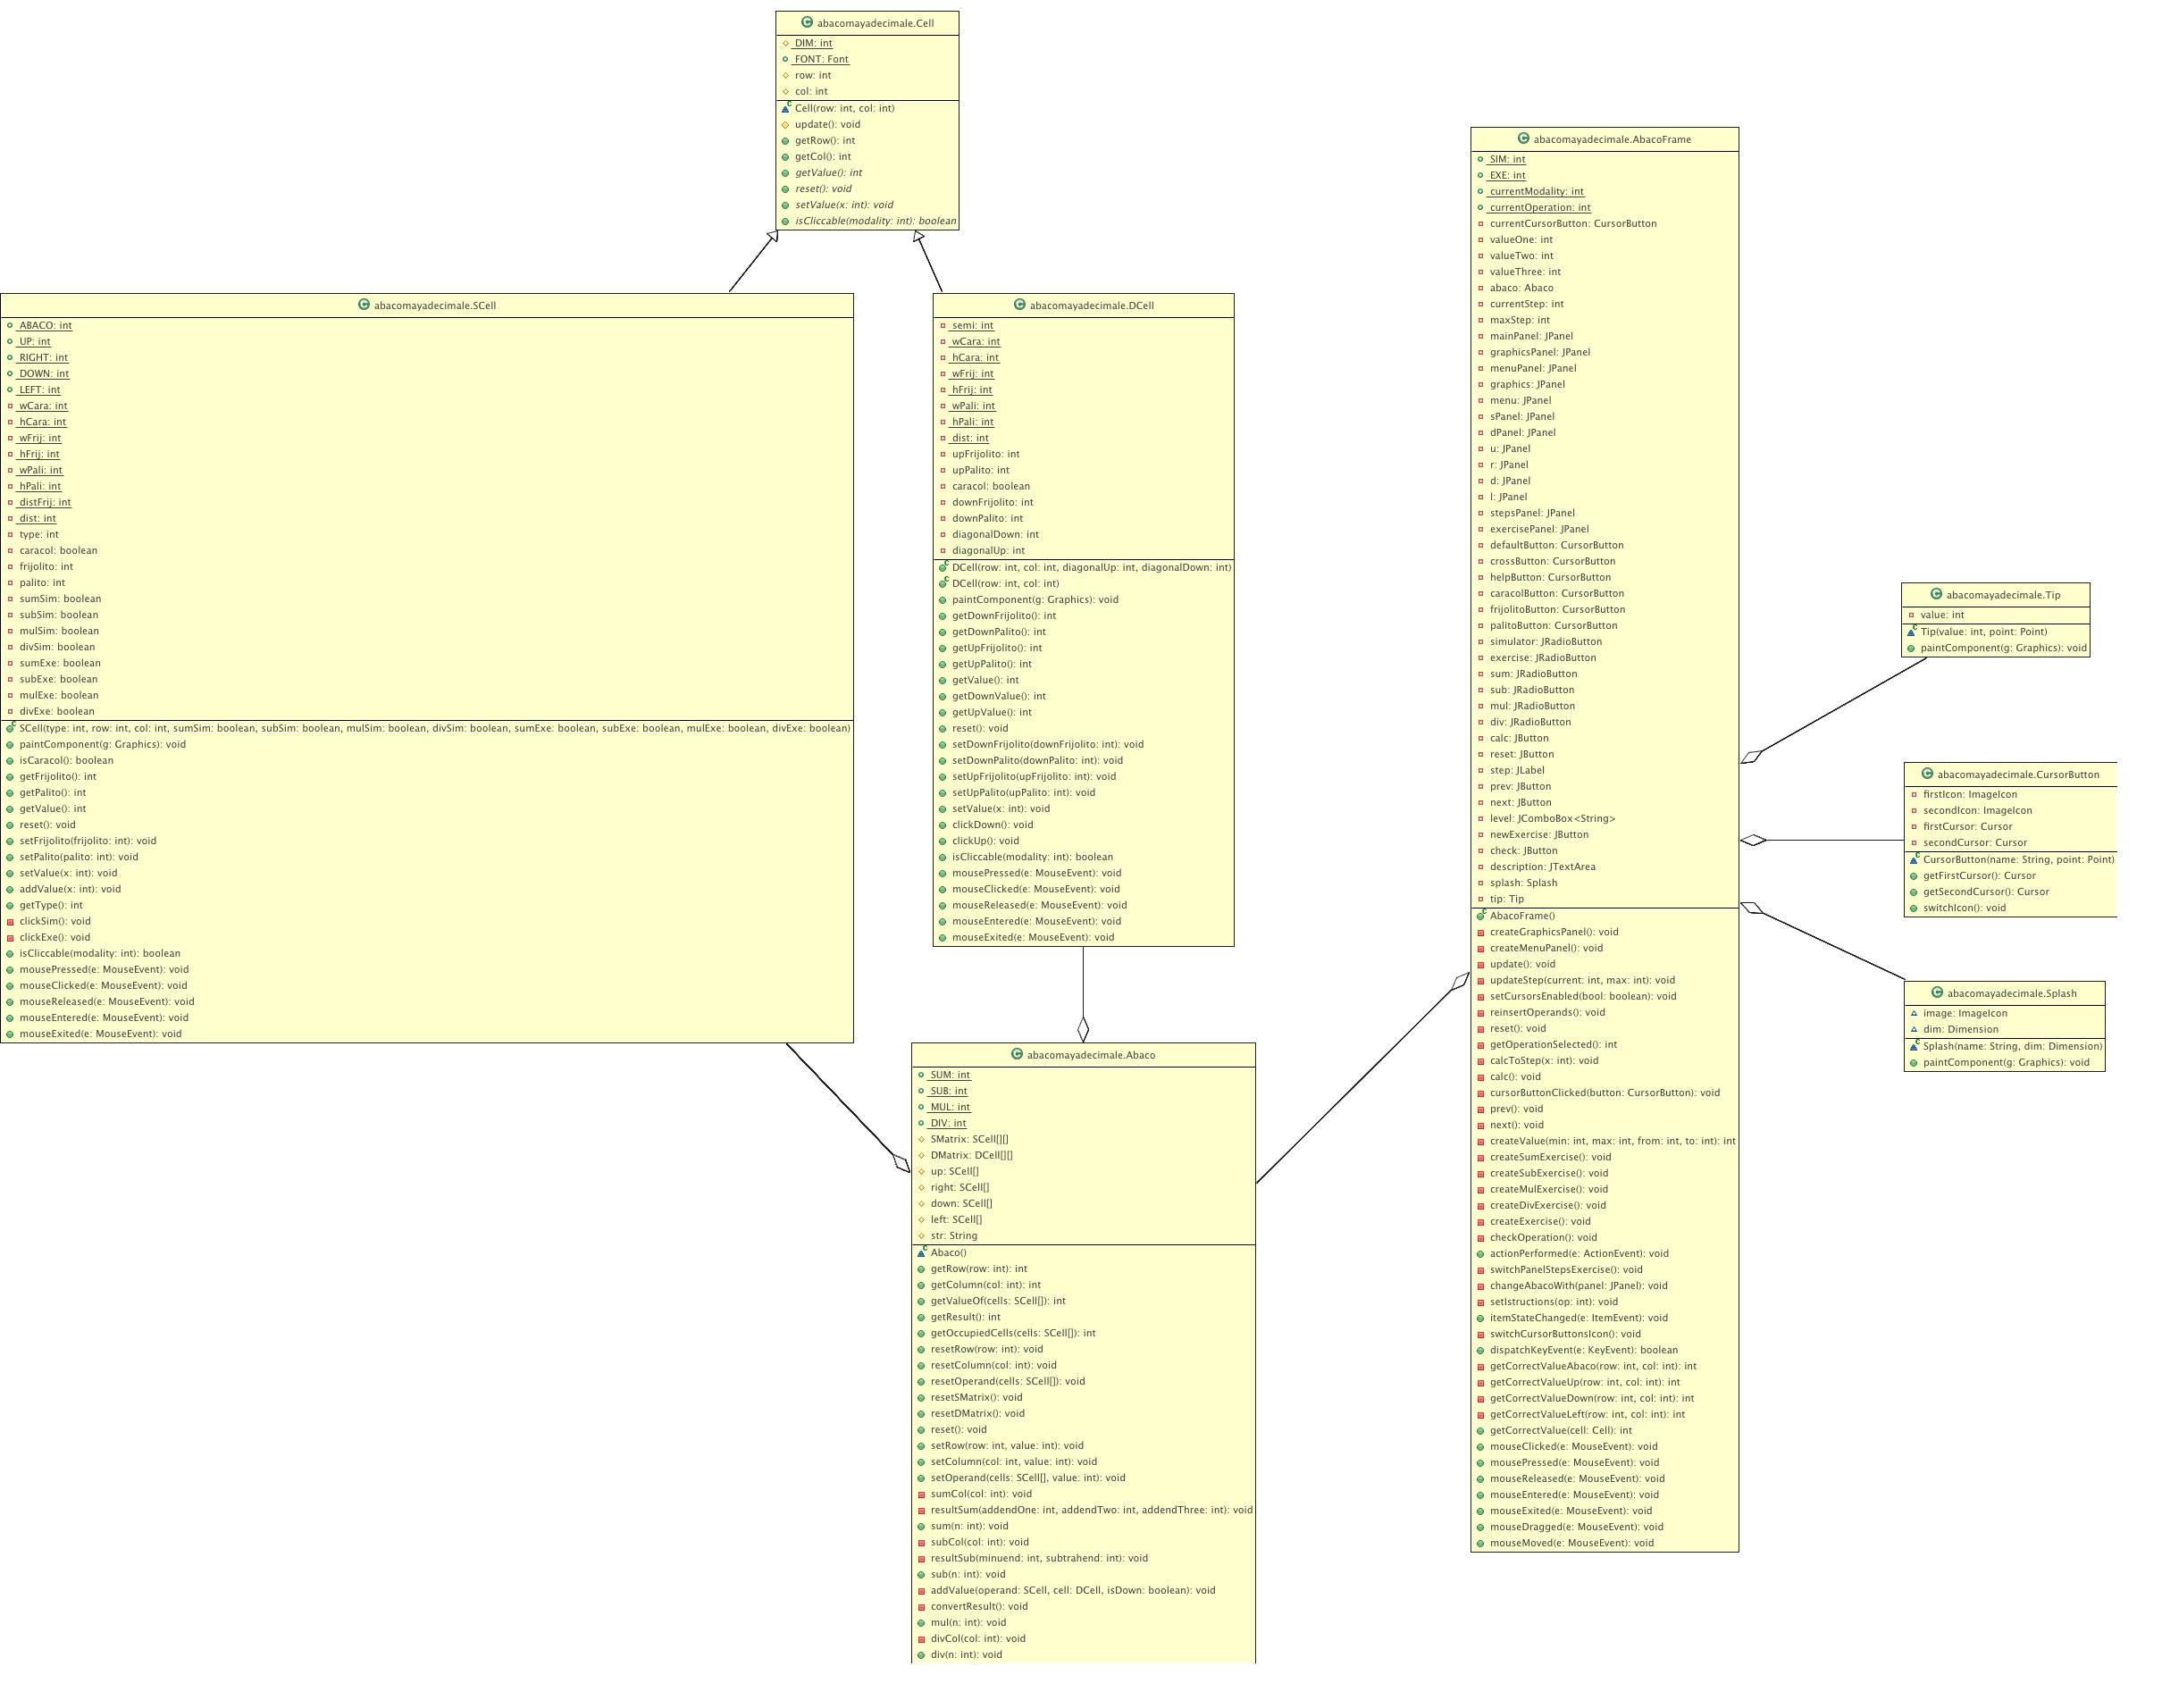 abacomayadecimale.Cell
DIM: int
FONT: Font
row: int
col: int
Cell(row: int, col: int)
update(): void
getRow(): int
getCol(): int
getValue(): int
reset(): void
setValue(x: int): void
isCliccable(modality: int): boolean
abacomayadecimale.SCell
ABACO: int
UP: int
RIGHT: int
DOWN: int
LEFT: int
wCara: int
hCara: int
wFrij: int
hFrij: int
wPali: int
hPali: int
distFrij: int
dist: int
type: int
caracol: boolean
frijolito: int
palito: int
sumSim: boolean
subSim: boolean
mulSim: boolean
divSim: boolean
sumExe: boolean
subExe: boolean
mulExe: boolean
divExe: boolean
SCell(type: int, row: int, col: int, sumSim: boolean, subSim: boolean, mulSim: boolean, divSim: boolean, sumExe: boolean, subExe: boolean, mulExe: boolean, divExe: boolean)
paintComponent(g: Graphics): void
isCaracol(): boolean
getFrijolito(): int
getPalito(): int
getValue(): int
reset(): void
setFrijolito(frijolito: int): void
setPalito(palito: int): void
setValue(x: int): void
addValue(x: int): void
getType(): int
clickSim(): void
clickExe(): void
isCliccable(modality: int): boolean
mousePressed(e: MouseEvent): void
mouseClicked(e: MouseEvent): void
mouseReleased(e: MouseEvent): void
mouseEntered(e: MouseEvent): void
mouseExited(e: MouseEvent): void
abacomayadecimale.DCell
semi: int
wCara: int
hCara: int
wFrij: int
hFrij: int
wPali: int
hPali: int
dist: int
upFrijolito: int
upPalito: int
caracol: boolean
downFrijolito: int
downPalito: int
diagonalDown: int
diagonalUp: int
DCell(row: int, col: int, diagonalUp: int, diagonalDown: int)
DCell(row: int, col: int)
paintComponent(g: Graphics): void
getDownFrijolito(): int
getDownPalito(): int
getUpFrijolito(): int
getUpPalito(): int
getValue(): int
getDownValue(): int
getUpValue(): int
reset(): void
setDownFrijolito(downFrijolito: int): void
setDownPalito(downPalito: int): void
setUpFrijolito(upFrijolito: int): void
setUpPalito(upPalito: int): void
setValue(x: int): void
clickDown(): void
clickUp(): void
isCliccable(modality: int): boolean
mousePressed(e: MouseEvent): void
mouseClicked(e: MouseEvent): void
mouseReleased(e: MouseEvent): void
mouseEntered(e: MouseEvent): void
mouseExited(e: MouseEvent): void
abacomayadecimale.Abaco
SUM: int
SUB: int
MUL: int
DIV: int
SMatrix: SCell[][]
DMatrix: DCell[][]
up: SCell[]
right: SCell[]
down: SCell[]
left: SCell[]
str: String
Abaco()
getRow(row: int): int
getColumn(col: int): int
getValueOf(cells: SCell[]): int
getResult(): int
getOccupiedCells(cells: SCell[]): int
resetRow(row: int): void
resetColumn(col: int): void
resetOperand(cells: SCell[]): void
resetSMatrix(): void
resetDMatrix(): void
reset(): void
setRow(row: int, value: int): void
setColumn(col: int, value: int): void
setOperand(cells: SCell[], value: int): void
sumCol(col: int): void
resultSum(addendOne: int, addendTwo: int, addendThree: int): void
sum(n: int): void
subCol(col: int): void
resultSub(minuend: int, subtrahend: int): void
sub(n: int): void
addValue(operand: SCell, cell: DCell, isDown: boolean): void
convertResult(): void
mul(n: int): void
divCol(col: int): void
div(n: int): void
abacomayadecimale.AbacoFrame
SIM: int
EXE: int
currentModality: int
currentOperation: int
currentCursorButton: CursorButton
valueOne: int
valueTwo: int
valueThree: int
abaco: Abaco
currentStep: int
maxStep: int
mainPanel: JPanel
graphicsPanel: JPanel
menuPanel: JPanel
graphics: JPanel
menu: JPanel
sPanel: JPanel
dPanel: JPanel
u: JPanel
r: JPanel
d: JPanel
l: JPanel
stepsPanel: JPanel
exercisePanel: JPanel
defaultButton: CursorButton
crossButton: CursorButton
helpButton: CursorButton
caracolButton: CursorButton
frijolitoButton: CursorButton
palitoButton: CursorButton
simulator: JRadioButton
exercise: JRadioButton
sum: JRadioButton
sub: JRadioButton
mul: JRadioButton
div: JRadioButton
calc: JButton
reset: JButton
step: JLabel
prev: JButton
next: JButton
level: JComboBox<String>
newExercise: JButton
check: JButton
description: JTextArea
splash: Splash
tip: Tip
AbacoFrame()
createGraphicsPanel(): void
createMenuPanel(): void
update(): void
updateStep(current: int, max: int): void
setCursorsEnabled(bool: boolean): void
reinsertOperands(): void
reset(): void
getOperationSelected(): int
calcToStep(x: int): void
calc(): void
cursorButtonClicked(button: CursorButton): void
prev(): void
next(): void
createValue(min: int, max: int, from: int, to: int): int
createSumExercise(): void
createSubExercise(): void
createMulExercise(): void
createDivExercise(): void
createExercise(): void
checkOperation(): void
actionPerformed(e: ActionEvent): void
switchPanelStepsExercise(): void
changeAbacoWith(panel: JPanel): void
setIstructions(op: int): void
itemStateChanged(e: ItemEvent): void
switchCursorButtonsIcon(): void
dispatchKeyEvent(e: KeyEvent): boolean
getCorrectValueAbaco(row: int, col: int): int
getCorrectValueUp(row: int, col: int): int
getCorrectValueDown(row: int, col: int): int
getCorrectValueLeft(row: int, col: int): int
getCorrectValue(cell: Cell): int
mouseClicked(e: MouseEvent): void
mousePressed(e: MouseEvent): void
mouseReleased(e: MouseEvent): void
mouseEntered(e: MouseEvent): void
mouseExited(e: MouseEvent): void
mouseDragged(e: MouseEvent): void
mouseMoved(e: MouseEvent): void
abacomayadecimale.Tip
value: int
Tip(value: int, point: Point)
paintComponent(g: Graphics): void
abacomayadecimale.CursorButton
firstIcon: ImageIcon
secondIcon: ImageIcon
firstCursor: Cursor
secondCursor: Cursor
CursorButton(name: String, point: Point)
getFirstCursor(): Cursor
getSecondCursor(): Cursor
switchIcon(): void
abacomayadecimale.Splash
image: ImageIcon
dim: Dimension
Splash(name: String, dim: Dimension)
paintComponent(g: Graphics): void